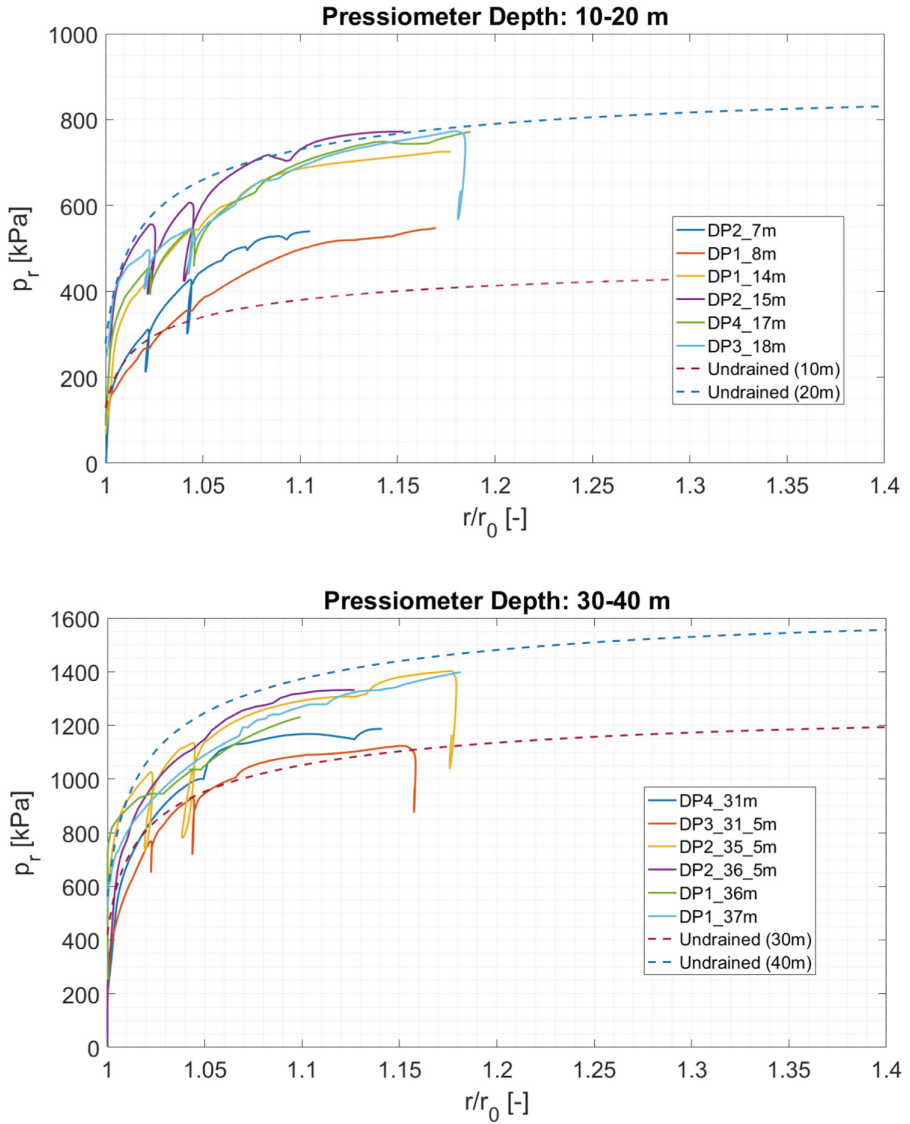 Pressiometer Depth: 10-20 m
1000
800
600
400
200
0
p_r [kPa]
DP2_7m
DP1_8m
DP1_14m
DP2_15m
DP4_17m
DP3_18m
Undrained (10m)
Undrained (20m)
1 1.05 1.1 1.15 1.2 1.25 1.3 1.35 1.4
r/r_0 [-]
Pressiometer Depth: 30-40 m
1600
1400
1200
1000
800
600
400
200
0
p_r [kPa]
DP4_31m
DP3_31_5m
DP2_35_5m
DP2_36_5m
DP1_36m
DP1_37m
Undrained (30m)
Undrained (40m)
1 1.05 1.1 1.15 1.2 1.25 1.3 1.35 1.4
r/r_0 [-]